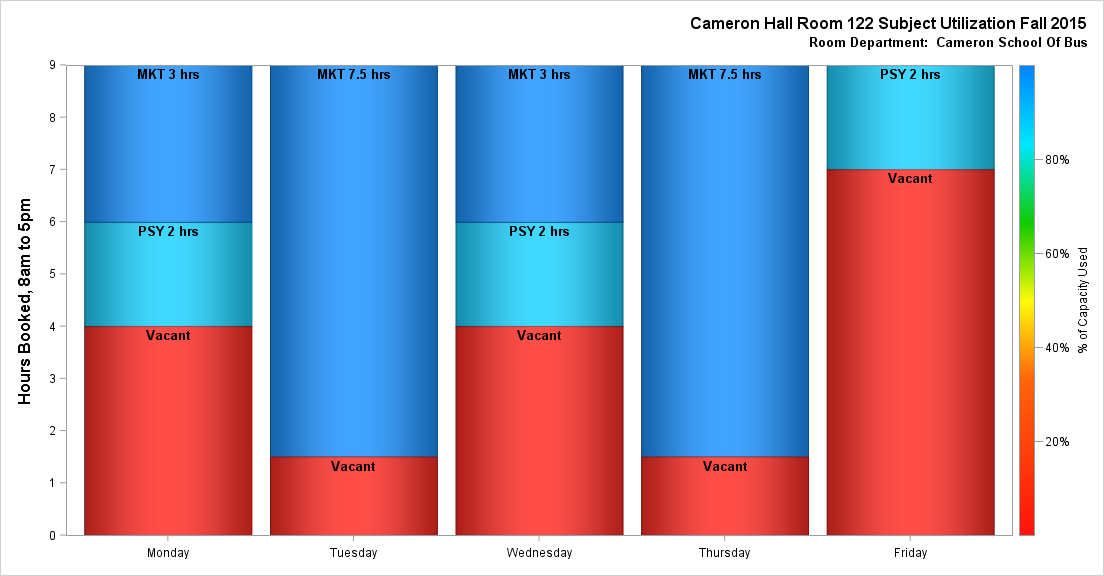 Cameron Hall Room 122 Subject Utilization Fall 2015
Room Department:  Cameron School Of Bus
Hours Booked, 8am to 5pm
9
8
7
6
5
4
3
2
1
0
MKT 3 hrs
PSY 2 hrs
Vacant
MKT 7.5 hrs
Vacant
MKT 3 hrs
PSY 2 hrs
Vacant
MKT 7.5 hrs
Vacant
PSY 2 hrs
Vacant
Monday
Tuesday
Wednesday
Thursday
Friday
80%
60%
40%
20%
% of Capacity Used